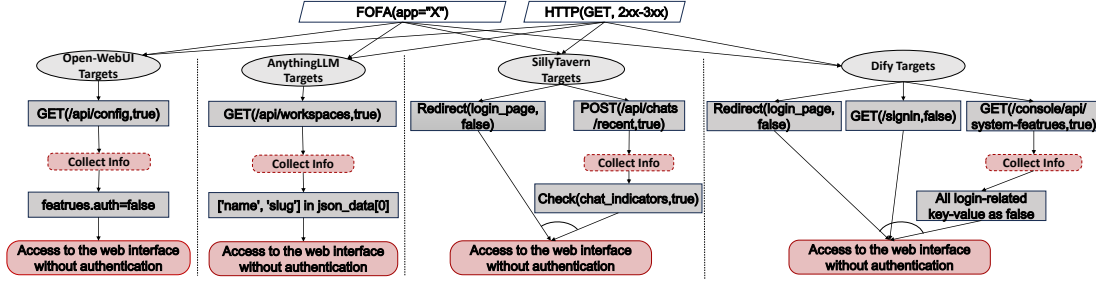 FOFA(app="X")
HTTP(GET, 2xx-3xx)
Open-WebUI
Targets
GET(/api/config,true)
Collect Info
featrues.auth=false
Access to the web interface
without authentication
AnythingLLM
Targets
GET(/api/workspaces,true)
Collect Info
['name', 'slug'] in json_data[0]
Access to the web interface
without authentication
SillyTavern
Targets
Redirect(login_page,
false)
POST(/api/chats
/recent,true)
Collect Info
Check(chat_indicators,true)
Access to the web interface
without authentication
Dify Targets
Redirect(login_page,
false)
GET(/signin,false)
GET(/console/api/
system-featrues,true)
Collect Info
All login-related
key-value as false
Access to the web interface
without authentication